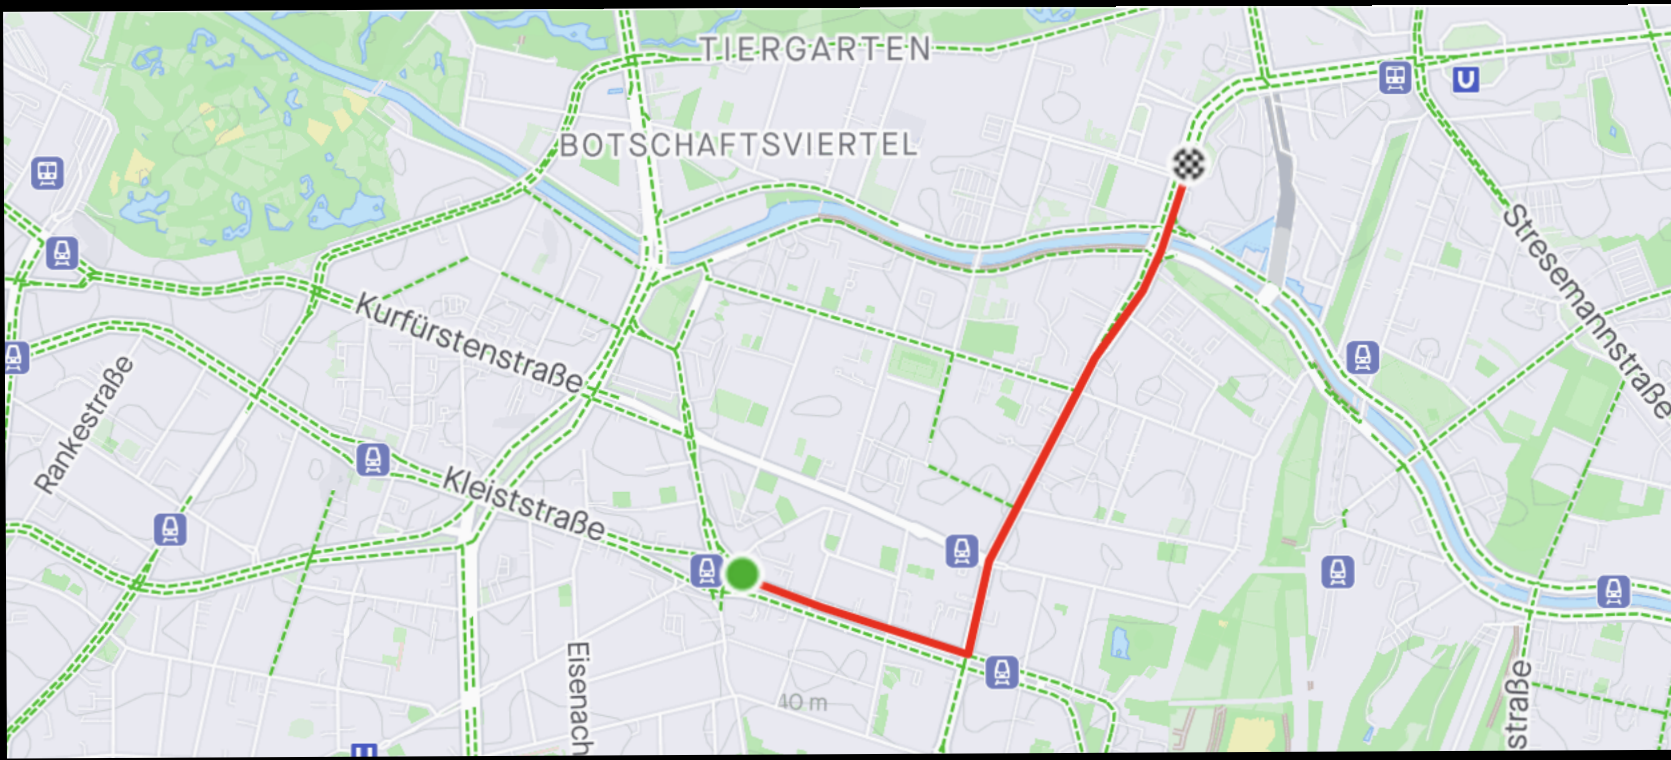 TIERGARTEN
BOTSCHAFTSVIERTEL
U
Stresemannstraße
Kurfürstenstraße
Rankestraße
Kleiststraße
Eisenach
40 m
straße